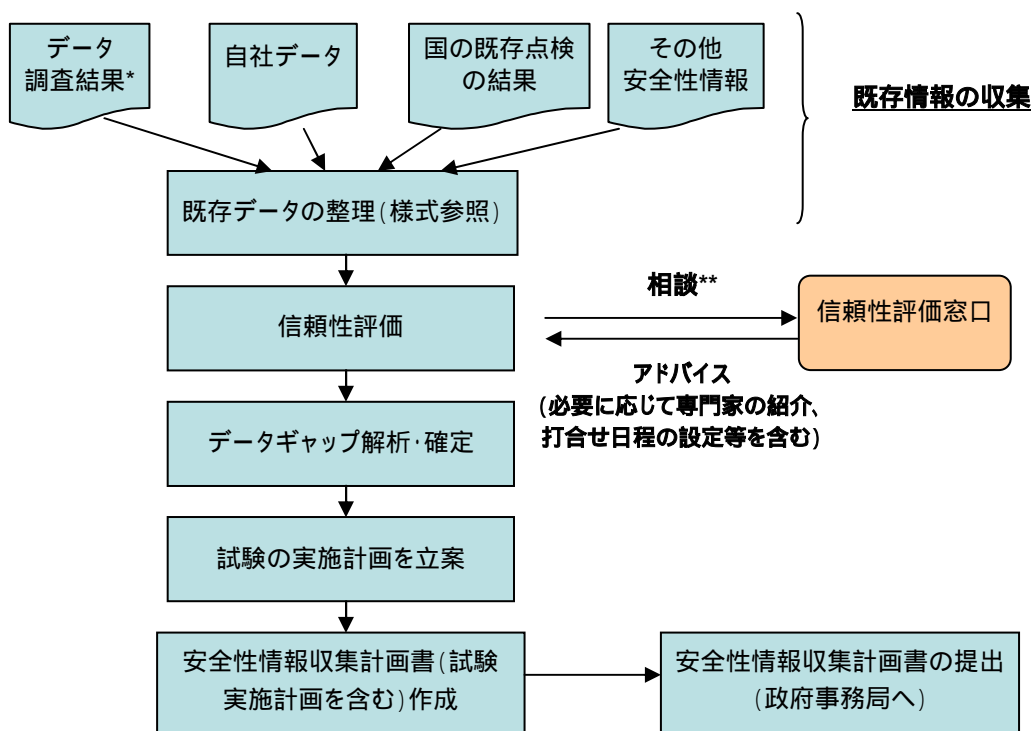 データ
調査結果*
自社データ
国の既存点検
の結果
その他
安全性情報
既存情報の収集
既存データの整理(様式参照)
信頼性評価
相談**
信頼性評価窓口
アドバイス
(必要に応じて専門家の紹介、
打合せ日程の設定等を含む)
データギャップ解析・確定
試験の実施計画を立案
安全性情報収集計画書(試験
実施計画を含む)作成
安全性情報収集計画書の提出
(政府事務局へ)